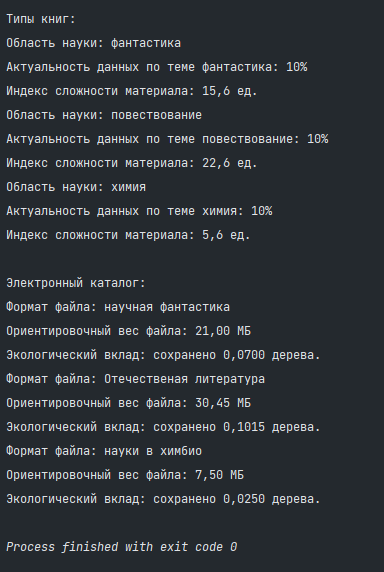 Типы книг:
Область науки: фантастика
Актуальность данных по теме фантастика: 10%
Индекс сложности материала: 15,6 ед.
Область науки: повествование
Актуальность данных по теме повествование: 10%
Индекс сложности материала: 22,6 ед.
Область науки: химия
Актуальность данных по теме химия: 10%
Индекс сложности материала: 5,6 ед.
Электронный каталог:
Формат файла: научная фантастика
Ориентировочный вес файла: 21,00 МБ
Экологический вклад: сохранено 0,0700 дерева.
Формат файла: Отечественая литература
Ориентировочный вес файла: 30,45 МБ
Экологический вклад: сохранено 0,1015 дерева.
Формат файла: науки в химбио
Ориентировочный вес файла: 7,50 МБ
Экологический вклад: сохранено 0,0250 дерева.
Process finished with exit code 0